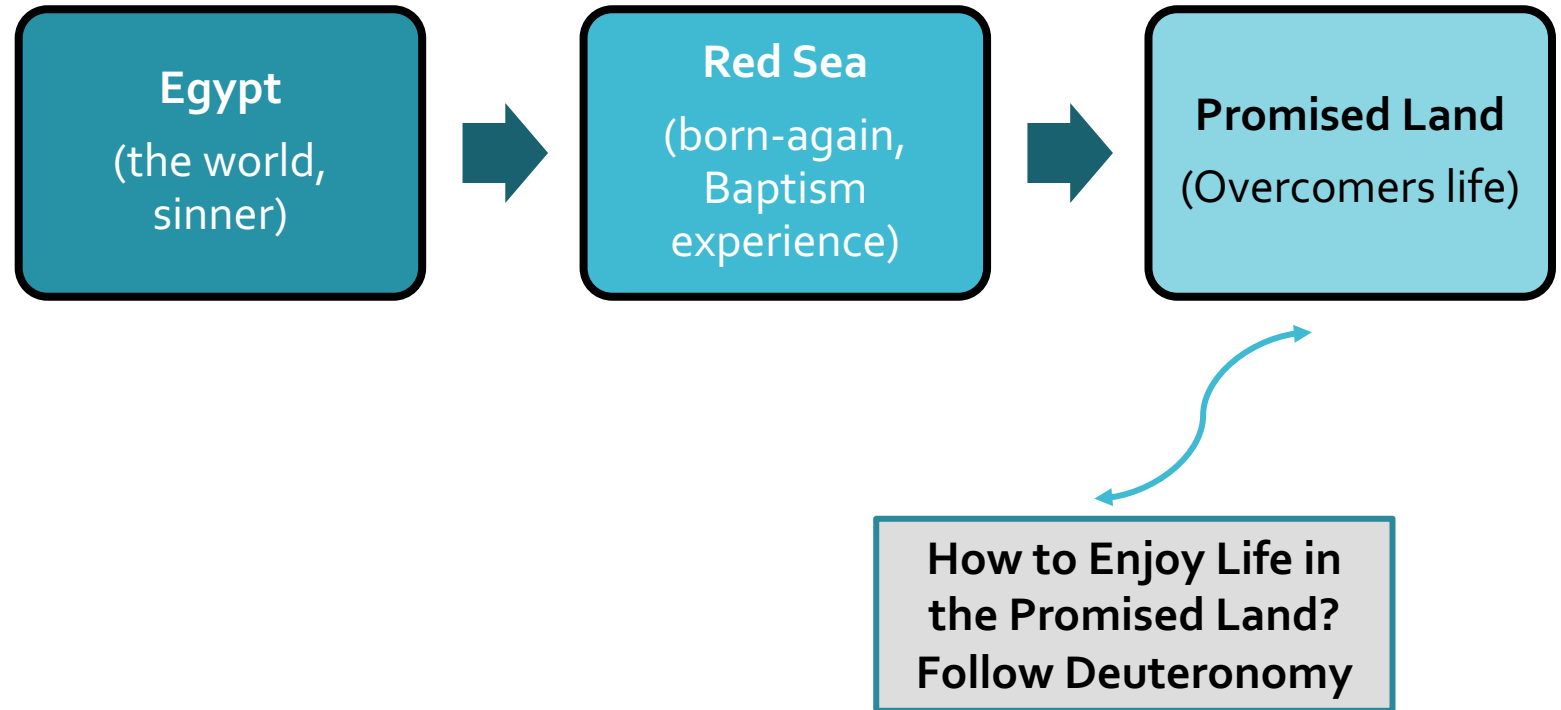 Egypt
(the world,
sinner)
Red Sea
(born-again,
Baptism
experience)
Promised Land
(Overcomers life)
How to Enjoy Life in
the Promised Land?
Follow Deuteronomy